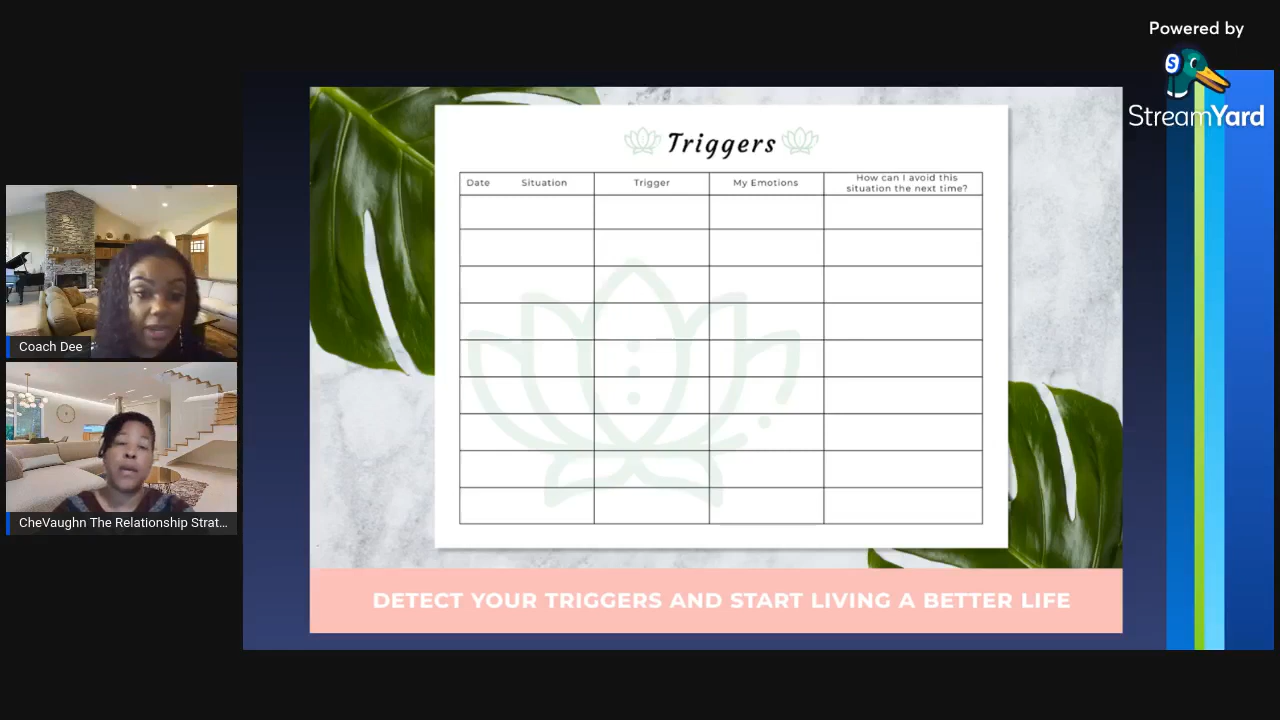 Powered by
StreamYard
Triggers
Date Situation Trigger My Emotions How can I avoid this
situation the next time?
Coach Dee
CheVaughn The Relationship Strat...
DETECT YOUR TRIGGERS AND START LIVING A BETTER LIFE